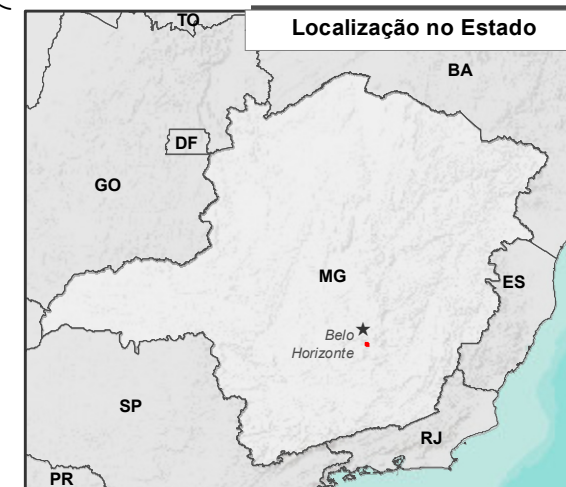 Localização no Estado
TO
BA
DF
GO
MG
ES
Belo
Horizonte
SP
RJ
PR